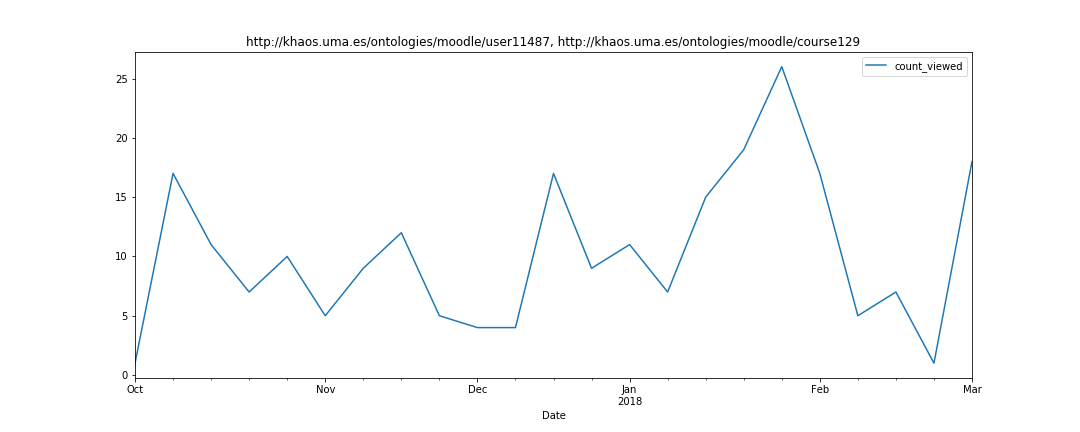 http://khaos.uma.es/ontologies/moodle/user11487, http://khaos.uma.es/ontologies/moodle/course129
count_viewed
25
20
15
10
5
0
Oct Nov Dec Jan Feb Mar
2018
Date